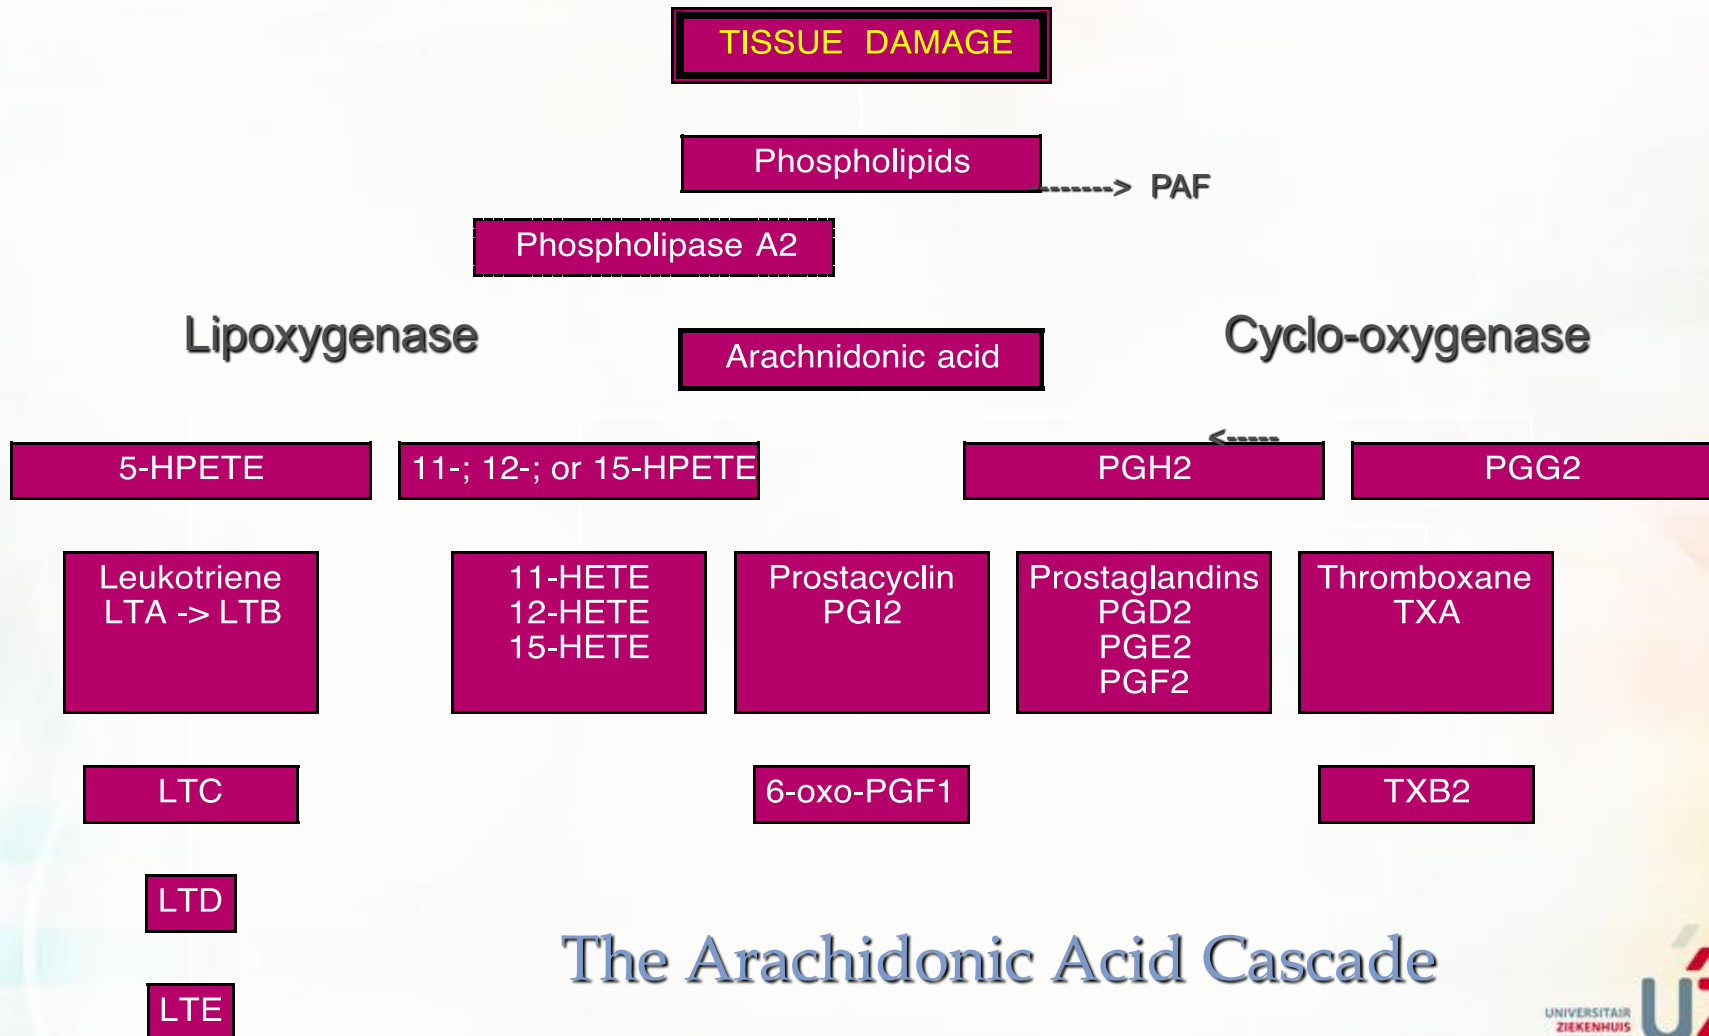 TISSUE DAMAGE
Phospholipids
--------> PAF
Phospholipase A2
Lipoxygenase
Arachnidonic acid
Cyclo-oxygenase
<-----
5-HPETE
11-; 12-; or 15-HPETE
PGH2
PGG2
Leukotriene
LTA -> LTB
11-HETE
12-HETE
15-HETE
Prostacyclin
PGI2
Prostaglandins
PGD2
PGE2
PGF2
Thromboxane
TXA
LTC
6-oxo-PGF1
TXB2
LTD
The Arachidonic Acid Cascade
LTE
UNIVERSITAIR
ZIEKENHUIS